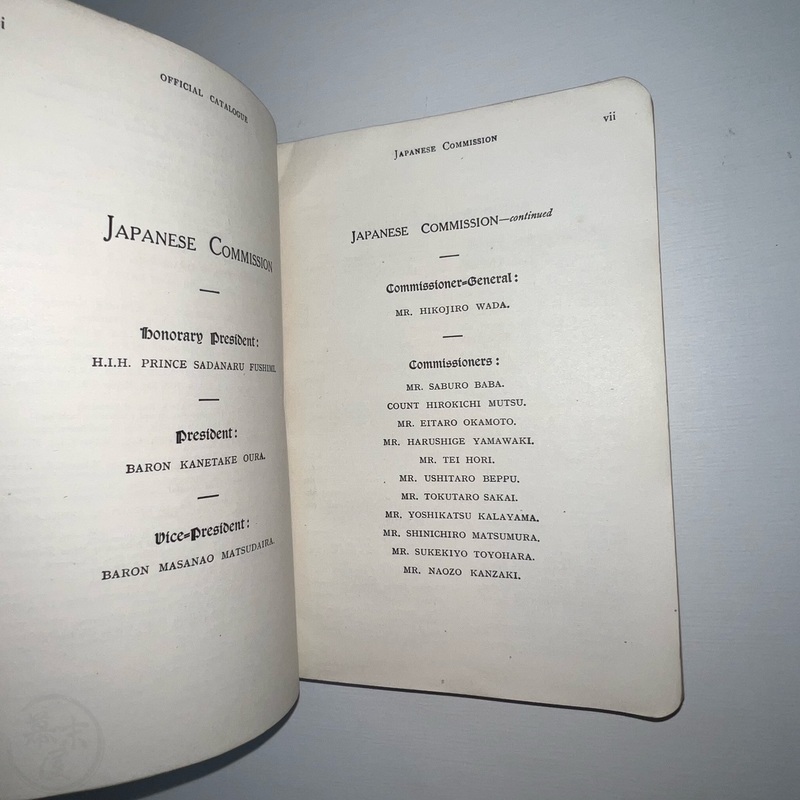 i
OFFICIAL CATALOGUE
JAPANESE COMMISSION
Honorary President:
H.I.H. PRINCE SADANARU FUSHIMI.
President:
BARON KANETAKE OURA.
Vice=President:
BARON MASANAO MATSUDAIRA.
vii
JAPANESE COMMISSION
JAPANESE COMMISSION—continued
Commissioner=General:
MR. HIKOJIRO WADA.
Commissioners:
MR. SABURO BABA.
COUNT HIROKICHI MUTSU.
MR. EITARO OKAMOTO.
MR. HARUSHIGE YAMAWAKI.
MR. TEI HORI.
MR. USHITARO BEPPU.
MR. TOKUTARO SAKAI.
MR. YOSHIKATSU KALAYAMA.
MR. SHINICHIRO MATSUMURA.
MR. SUKEKIYO TOYOHARA.
MR. NAOZO KANZAKI.
幕末屋